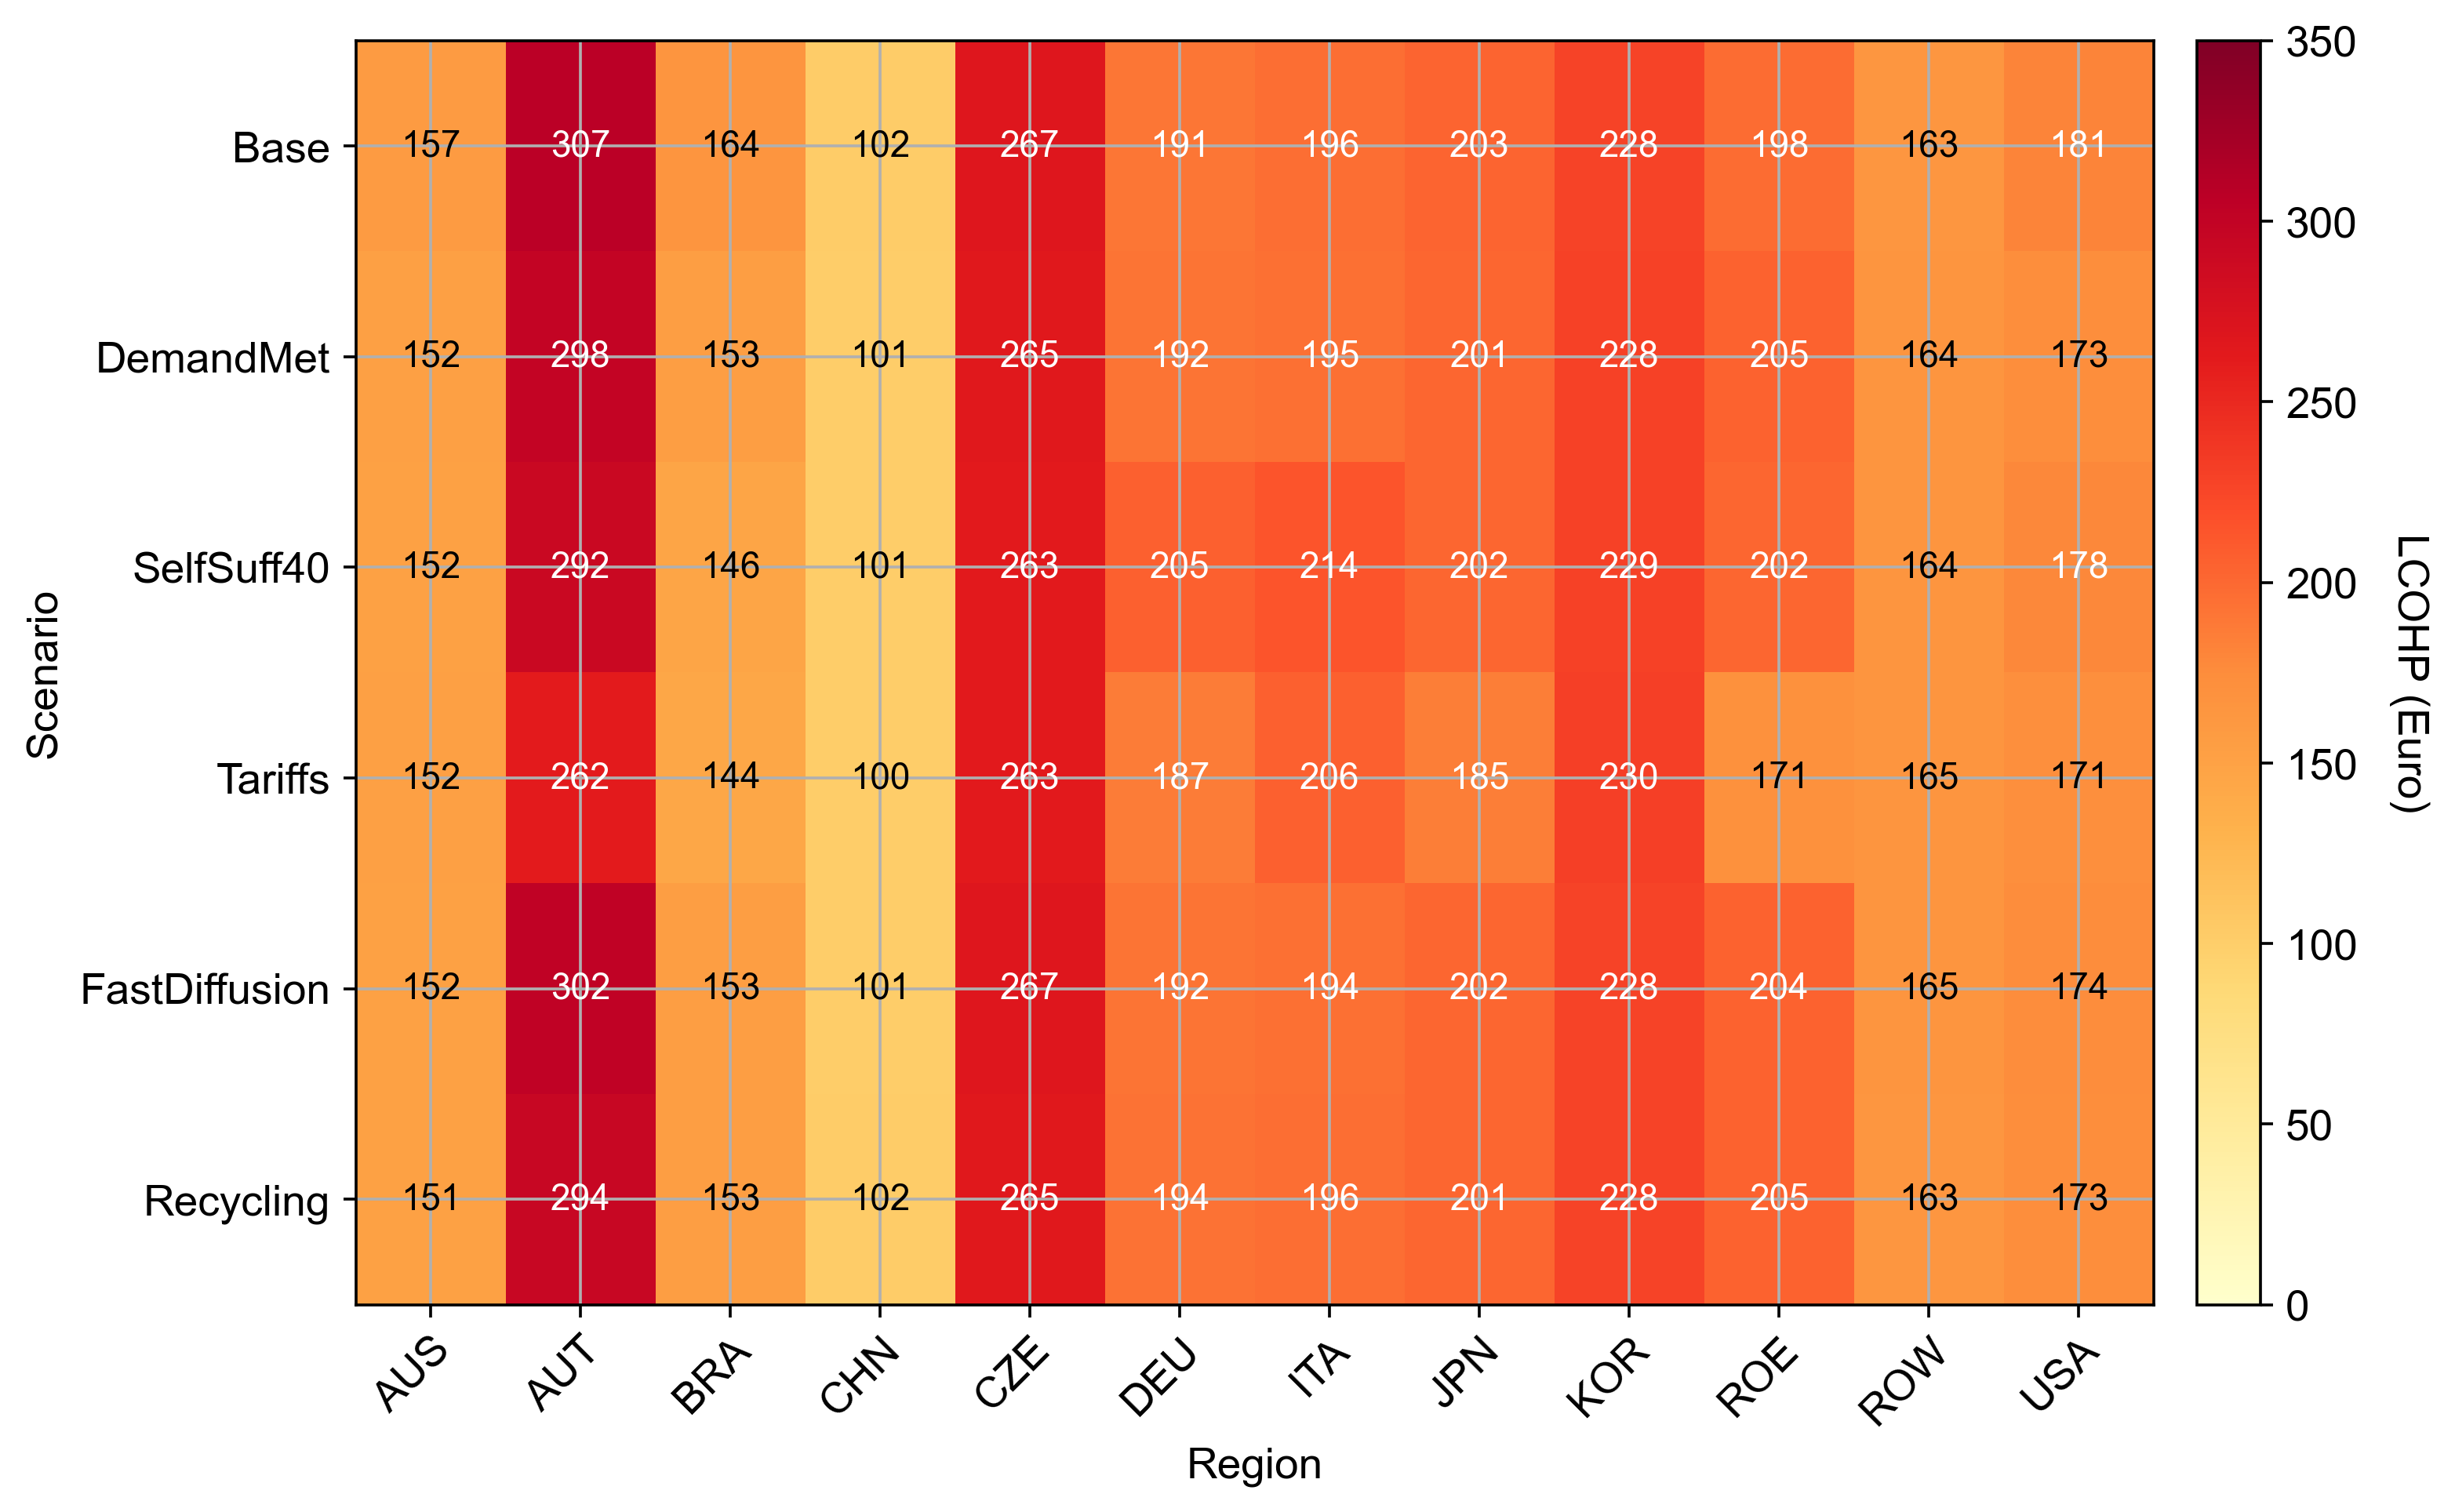 Base 157 307 164 102 267 191 196 203 228 198 163 181
DemandMet 152 298 153 101 265 192 195 201 228 205 164 173
SelfSuff40 152 292 146 101 263 205 214 202 229 202 164 178
Tariffs 152 262 144 100 263 187 206 185 230 171 165 171
FastDiffusion 152 302 153 101 267 192 194 202 228 204 165 174
Recycling 151 294 153 102 265 194 196 201 228 205 163 173
AUS AUT BRA CHN CZE DEU ITA JPN KOR ROE ROW USA
Region
Scenario
350
300
250
200
150
100
50
0
LCOHP (Euro)